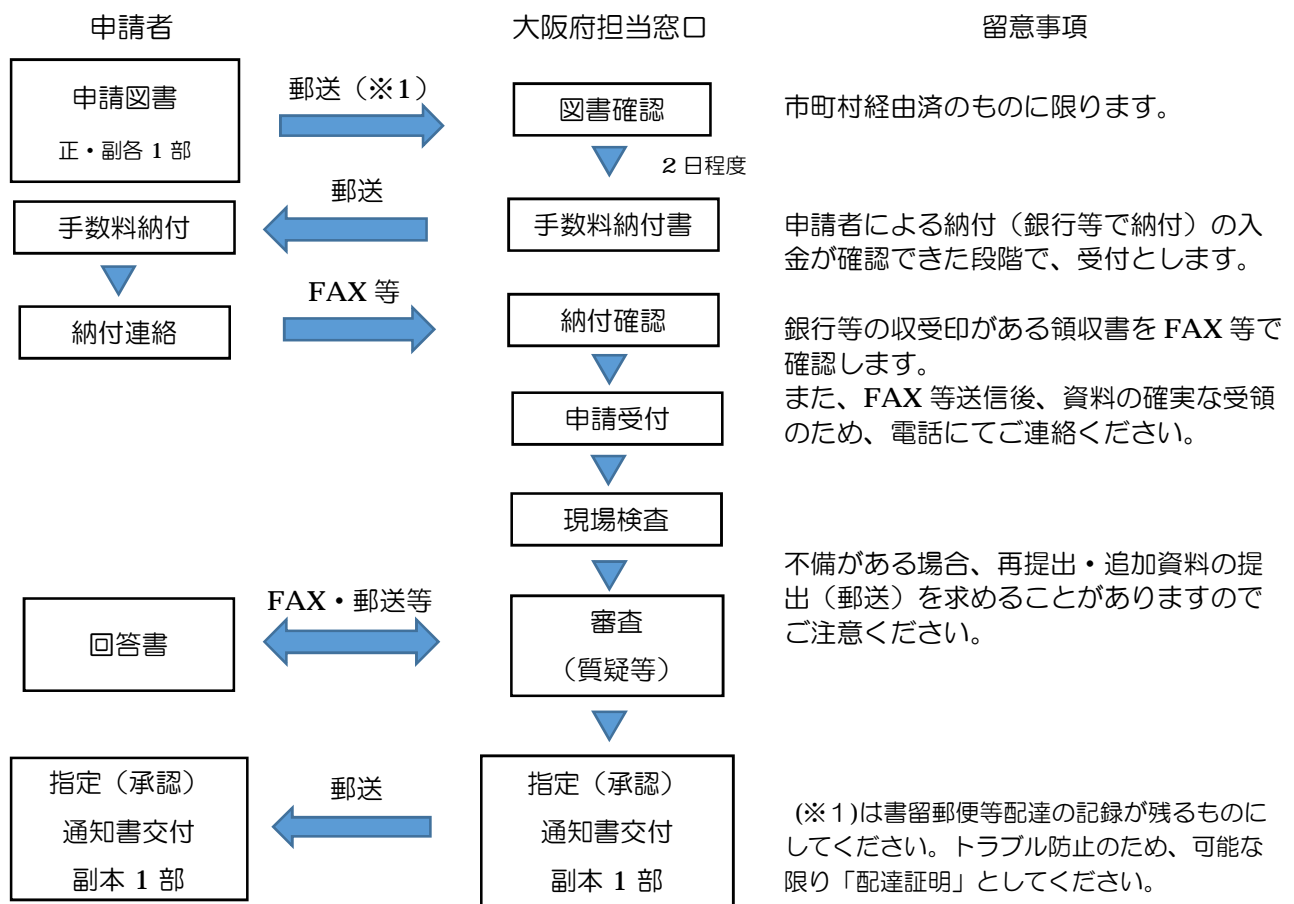 申請者
大阪府担当窓口
留意事項
申請図書
正・副各 1 部
郵送（※1）
図書確認
市町村経由済のものに限ります。
2 日程度
郵送
手数料納付
手数料納付書
申請者による納付（銀行等で納付）の入
金が確認できた段階で、受付とします。
FAX 等
納付連絡
納付確認
銀行等の収受印がある領収書を FAX 等で
確認します。
また、FAX 等送信後、資料の確実な受領
のため、電話にてご連絡ください。
申請受付
現場検査
不備がある場合、再提出・追加資料の提
出（郵送）を求めることがありますので
ご注意ください。
FAX・郵送等
回答書
審査
（質疑等）
指定（承認）
通知書交付
副本 1 部
郵送
指定（承認）
通知書交付
副本 1 部
(※１)は書留郵便等配達の記録が残るものに
してください。トラブル防止のため、可能な
限り「配達証明」としてください。